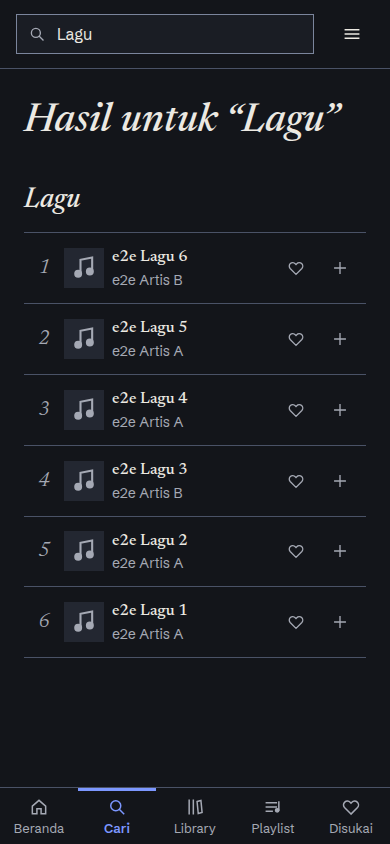 Lagu
Hasil untuk “Lagu”
Lagu
1
e2e Lagu 6
e2e Artis B
2
e2e Lagu 5
e2e Artis A
3
e2e Lagu 4
e2e Artis A
4
e2e Lagu 3
e2e Artis B
5
e2e Lagu 2
e2e Artis A
6
e2e Lagu 1
e2e Artis A
Beranda
Cari
Library
Playlist
Disukai